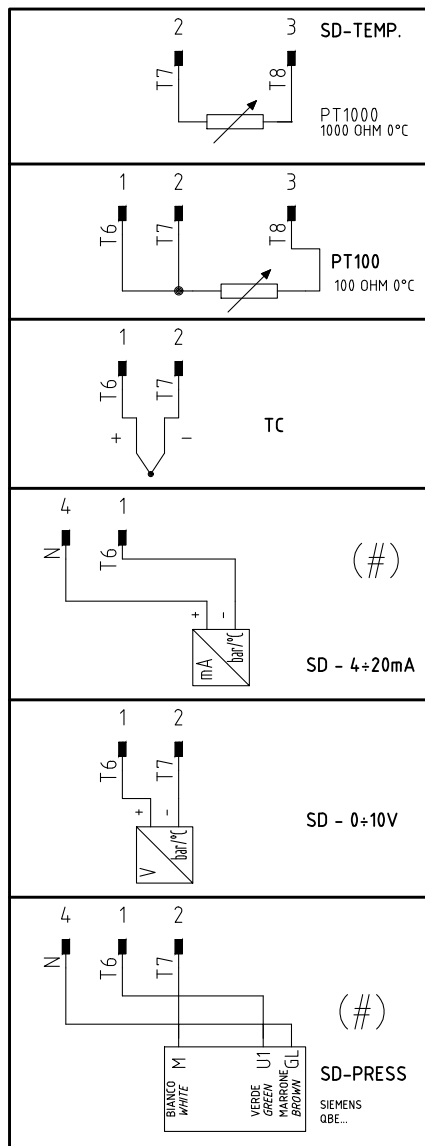 2 3 SD-TEMP.
T7 T8
PT1000
1000 OHM 0°C
1 2 3
T6 T7 T8
PT100
100 OHM 0°C
1 2
T6 T7
+ -
TC
4 1
N T6
(#)
+ -
mA bar/°C
SD - 4÷20mA
1 2
T6 T7
+ -
V bar/°C
SD - 0÷10V
4 1 2
N T6 T7
(#)
M U1 GL
BIANCO
WHITE
VERDE
GREEN
MARRONE
BROWN
SD-PRESS
SIEMENS
QBE...